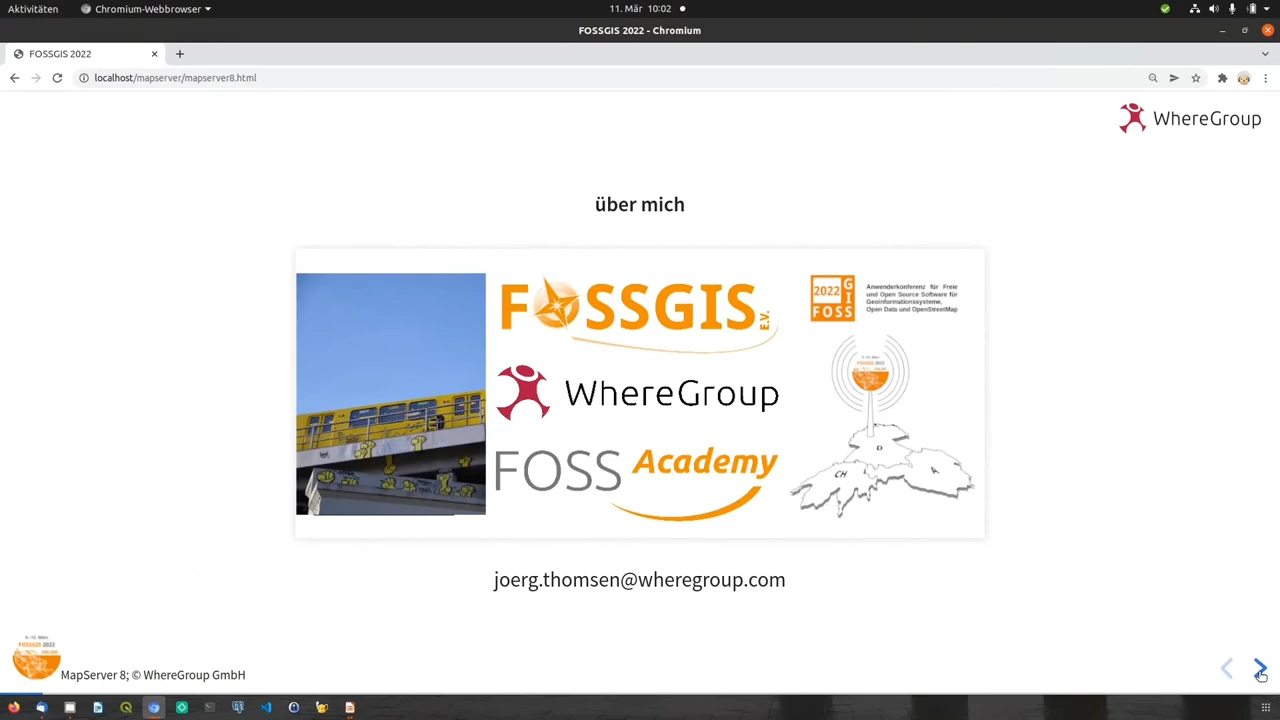 Aktivitäten
Chromium-Webbrowser
11. Mär 10:02
FOSSGIS 2022 - Chromium
FOSSGIS 2022
localhost/mapserver/mapserver8.html
WhereGroup
über mich
FOSSGIS E.V.
WhereGroup
FOSS Academy
2022 GIS
FOSS
Anwenderkonferenz für Freie
und Open Source Software für
Geoinformationssysteme,
Open Data und OpenStreetMap
D
CH
A
joerg.thomsen@wheregroup.com
FOSSGIS 2022
MapServer 8; © WhereGroup GmbH